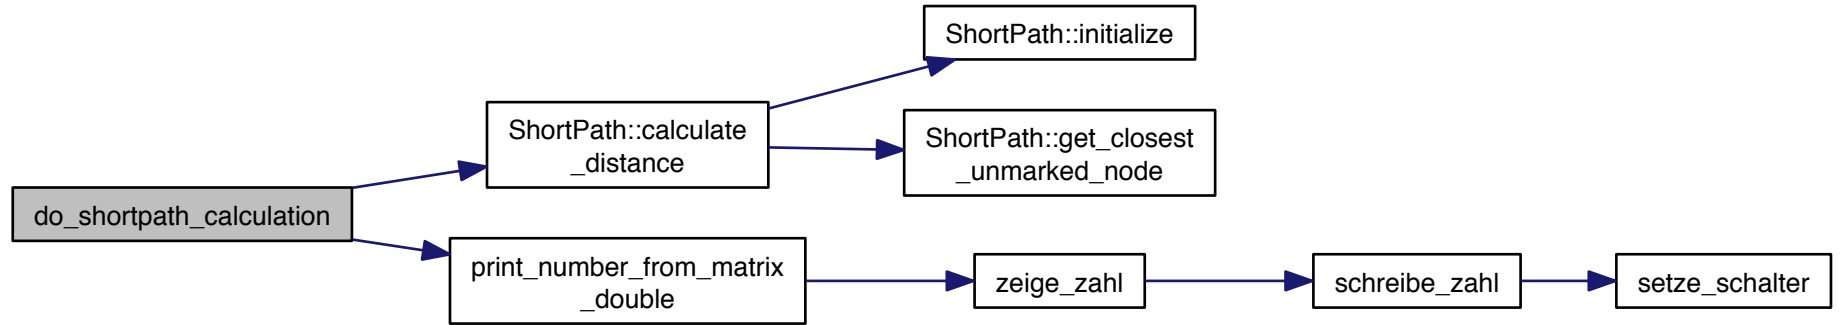 ShortPath::initialize
ShortPath::calculate
_distance
ShortPath::get_closest
_unmarked_node
do_shortpath_calculation
print_number_from_matrix
_double
zeige_zahl
schreibe_zahl
setze_schalter